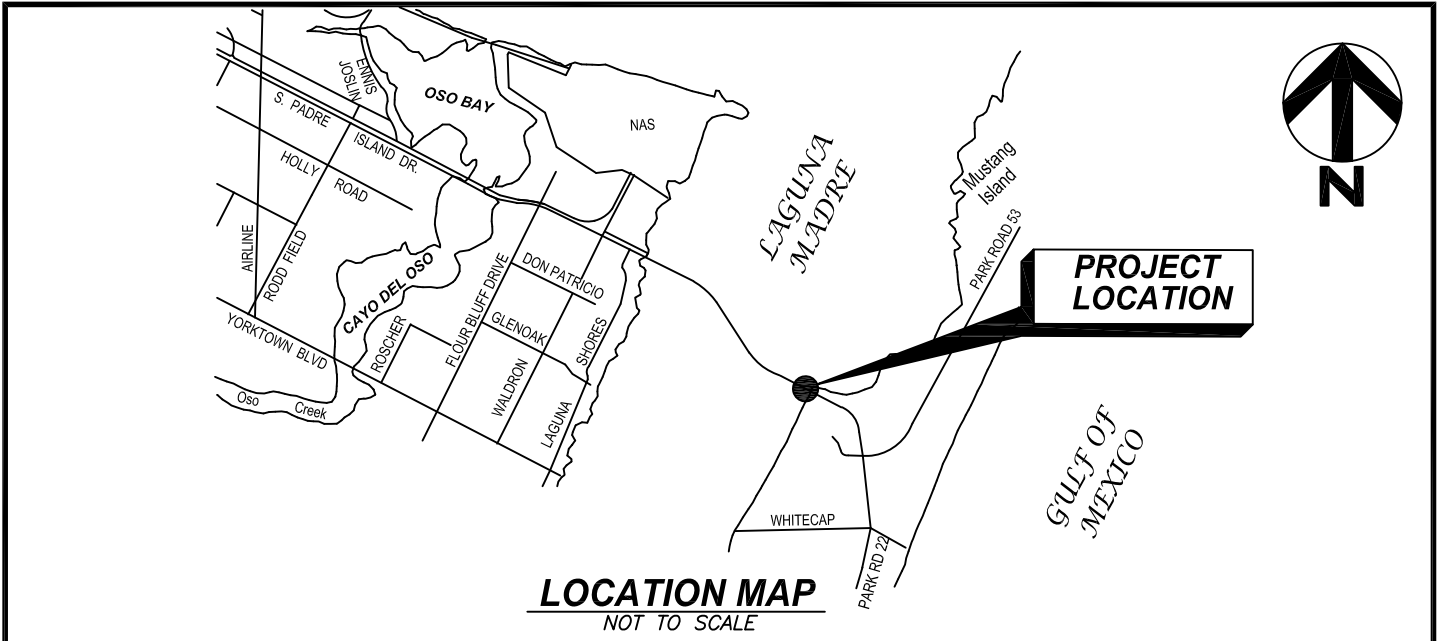 ENNIS
JOSLIN
OSO BAY
S. PADRE
ISLAND DR.
NAS
HOLLY
ROAD
LAGUNA
MADRE
Mustang
Island
N
AIRLINE
RODD FIELD
CAYO DEL OSO
FLOUR BLUFF DRIVE
DON PATRICIO
PARK ROAD 53
PROJECT
LOCATION
YORKTOWN BLVD
ROSCHER
GLENOAK
SHORES
WALDRON
LAGUNA
Oso
Creek
GULF OF
MEXICO
WHITECAP
PARK RD 22
LOCATION MAP
NOT TO SCALE